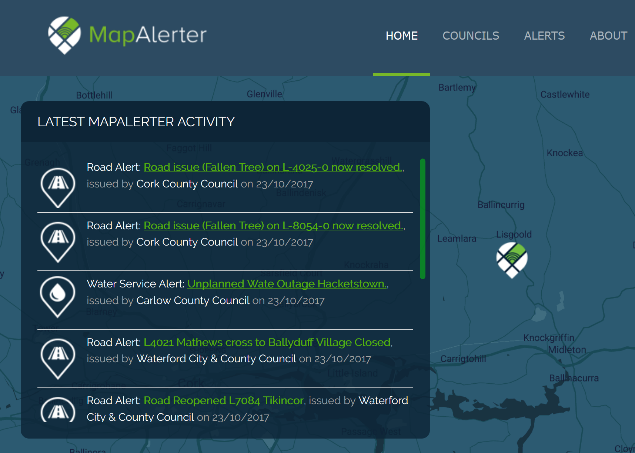 MapAlerter
HOME COUNCILS ALERTS ABOUT
Bottlehill
Glenville
Bartlemy
Castlewhite
LATEST MAPALERTER ACTIVITY
Knockea
Road Alert: Road issue (Fallen Tree) on L-4025-0 now resolved.,
issued by Cork County Council on 23/10/2017
Ballincurrig
Road Alert: Road issue (Fallen Tree) on L-8054-0 now resolved.,
issued by Cork County Council on 23/10/2017
Lisgoold
Leamlara
Water Service Alert: Unplanned Wate Outage Hacketstown.,
issued by Carlow County Council on 23/10/2017
Road Alert: L4021 Mathews cross to Ballyduff Village Closed,
issued by Waterford City & County Council on 23/10/2017
Knockgriffin
Midleton
Carrigtohill
Ballinacurra
Road Alert: Road Reopened L7084 Tikincor, issued by Waterford
City & County Council on 23/10/2017